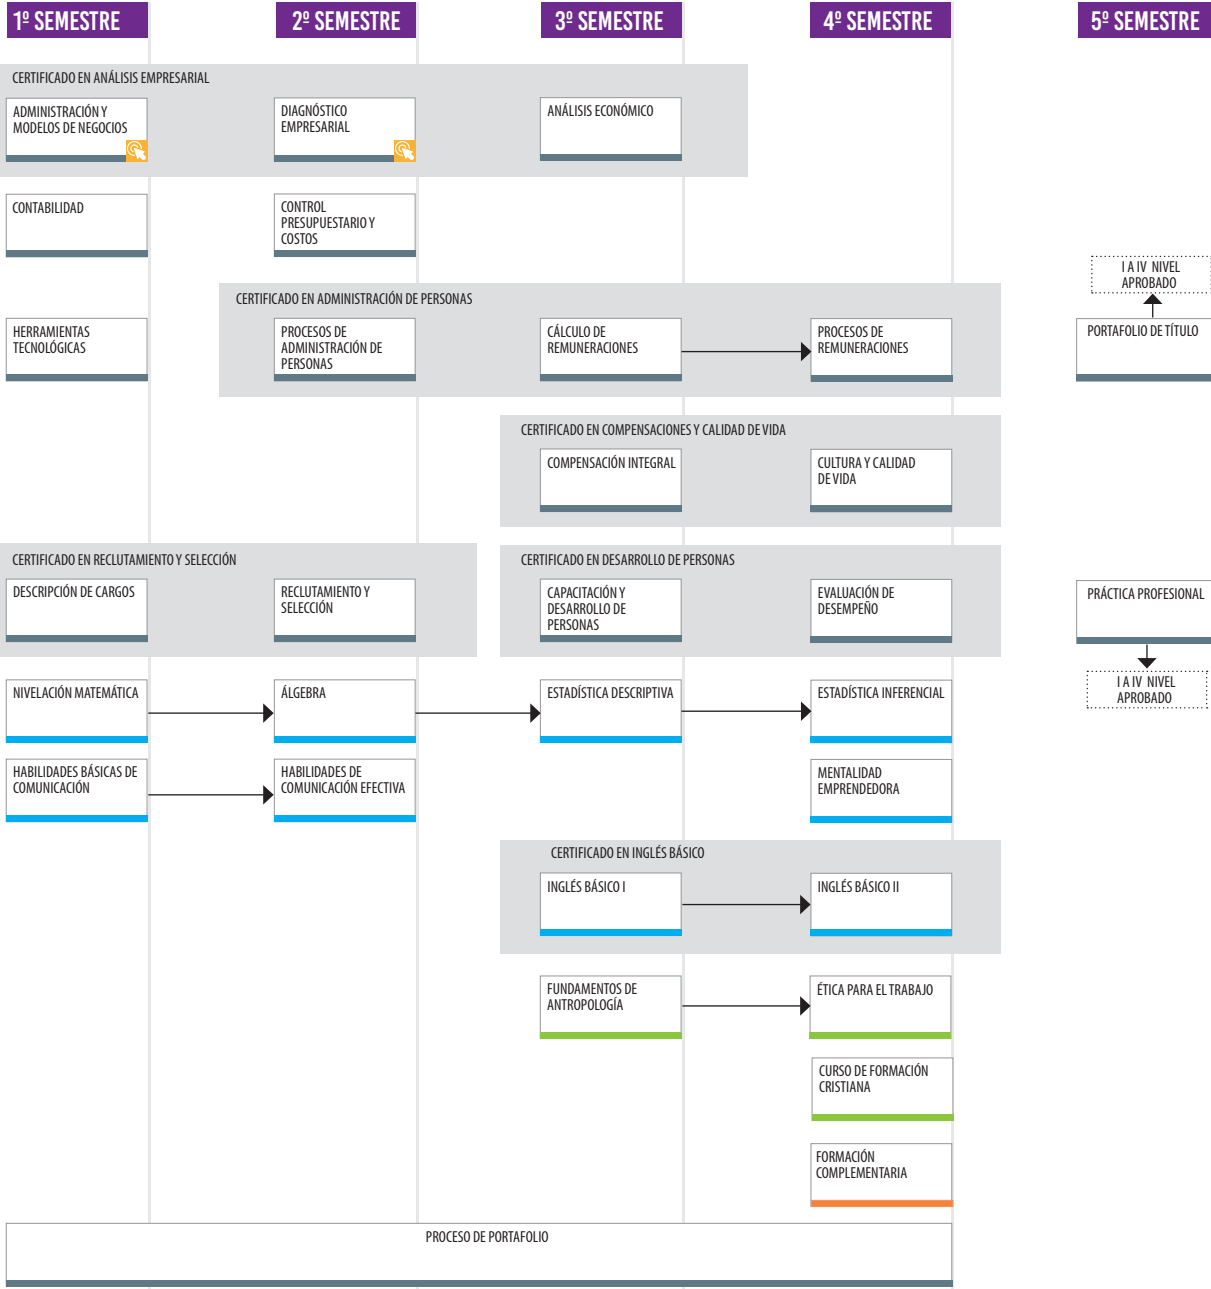 1º SEMESTRE
2º SEMESTRE
3º SEMESTRE
4º SEMESTRE
5º SEMESTRE
CERTIFICADO EN ANÁLISIS EMPRESARIAL
ADMINISTRACIÓN Y
MODELOS DE NEGOCIOS
DIAGNÓSTICO
EMPRESARIAL
ANÁLISIS ECONÓMICO
CONTABILIDAD
CONTROL
PRESUPUESTARIO Y
COSTOS
I A IV NIVEL
APROBADO
CERTIFICADO EN ADMINISTRACIÓN DE PERSONAS
HERRAMIENTAS
TECNOLÓGICAS
PROCESOS DE
ADMINISTRACIÓN DE
PERSONAS
CÁLCULO DE
REMUNERACIONES
PROCESOS DE
REMUNERACIONES
PORTAFOLIO DE TÍTULO
CERTIFICADO EN COMPENSACIONES Y CALIDAD DE VIDA
COMPENSACIÓN INTEGRAL
CULTURA Y CALIDAD
DE VIDA
CERTIFICADO EN RECLUTAMIENTO Y SELECCIÓN
CERTIFICADO EN DESARROLLO DE PERSONAS
DESCRIPCIÓN DE CARGOS
RECLUTAMIENTO Y
SELECCIÓN
CAPACITACIÓN Y
DESARROLLO DE
PERSONAS
EVALUACIÓN DE
DESEMPEÑO
PRÁCTICA PROFESIONAL
I A IV NIVEL
APROBADO
NIVELACIÓN MATEMÁTICA
ÁLGEBRA
ESTADÍSTICA DESCRIPTIVA
ESTADÍSTICA INFERENCIAL
HABILIDADES BÁSICAS DE
COMUNICACIÓN
HABILIDADES DE
COMUNICACIÓN EFECTIVA
MENTALIDAD
EMPRENDEDORA
CERTIFICADO EN INGLÉS BÁSICO
INGLÉS BÁSICO I
INGLÉS BÁSICO II
FUNDAMENTOS DE
ANTROPOLOGÍA
ÉTICA PARA EL TRABAJO
CURSO DE FORMACIÓN
CRISTIANA
FORMACIÓN
COMPLEMENTARIA
PROCESO DE PORTAFOLIO